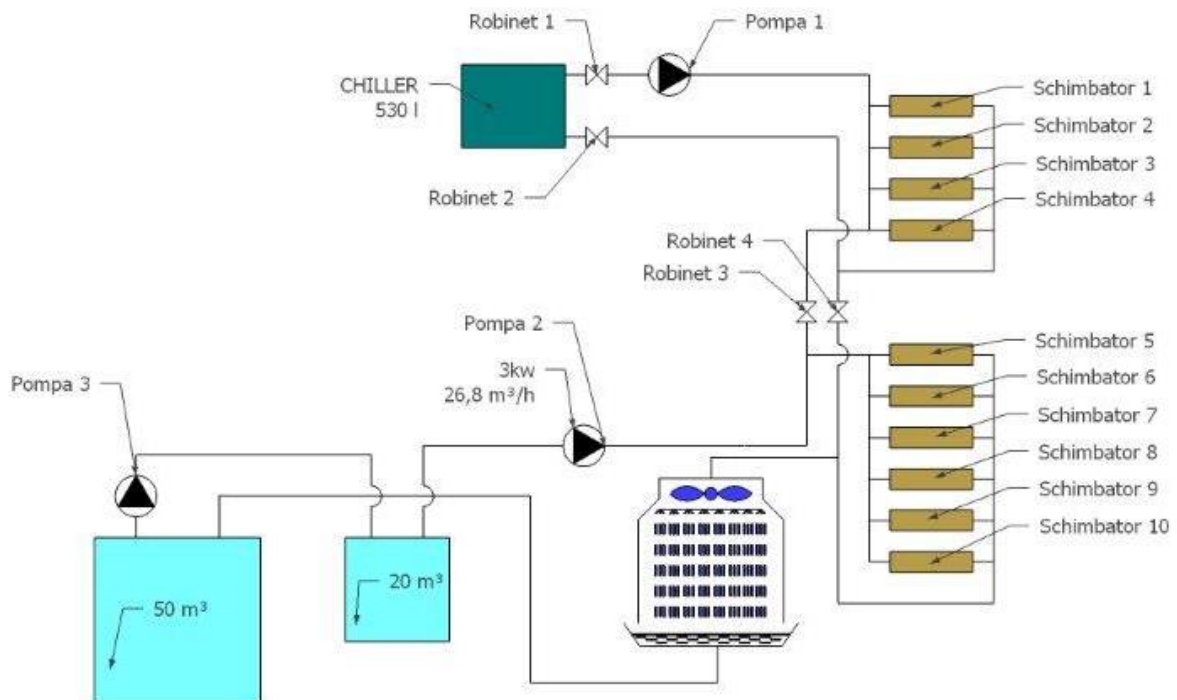 Robinet 1
Pompa 1
CHILLER
530 l
Schimbator 1
Schimbator 2
Schimbator 3
Schimbator 4
Robinet 2
Robinet 4
Robinet 3
Pompa 2
3kw
26,8 m³/h
Pompa 3
Schimbator 5
Schimbator 6
Schimbator 7
Schimbator 8
Schimbator 9
Schimbator 10
50 m³
20 m³